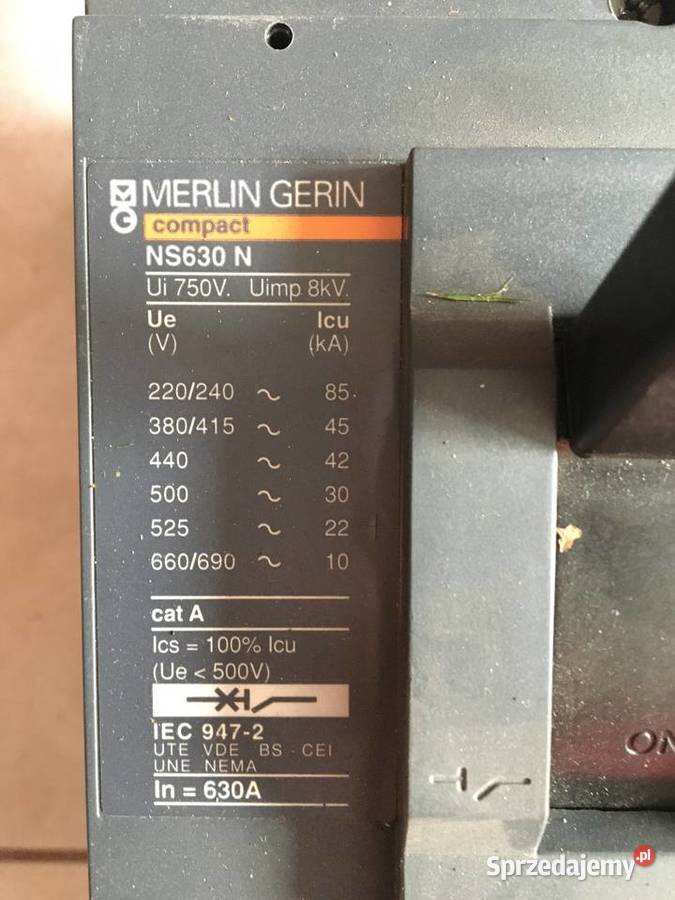 MERLIN GERIN
compact
NS630 N
Ui 750V. Uimp 8kV.
Ue Icu
(V) (kA)
220/240 ~ 85
380/415 ~ 45
440 ~ 42
500 ~ 30
525 ~ 22
660/690 ~ 10
cat A
Ics = 100% Icu
(Ue < 500V)
IEC 947-2
UTE VDE BS CEI
UNE NEMA
In = 630A
Sprzedajemy.pl